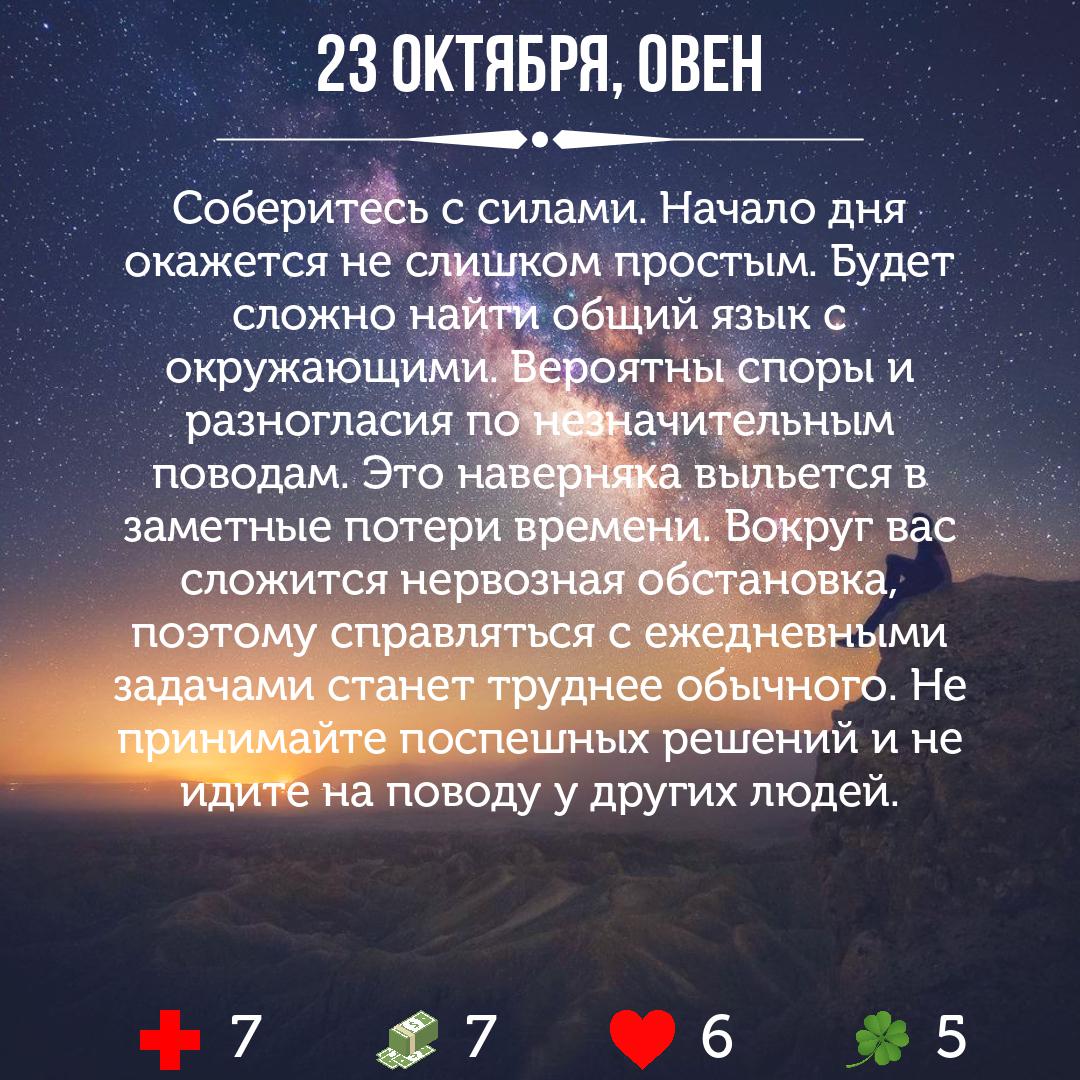 23 ОКТЯБРЯ, ОВЕН
Соберитесь с силами. Начало дня
окажется не слишком простым. Будет
сложно найти общий язык с
окружающими. Вероятны споры и
разногласия по незначительным
поводам. Это наверняка выльется в
заметные потери времени. Вокруг вас
сложится нервозная обстановка,
поэтому справляться с ежедневными
задачами станет труднее обычного. Не
принимайте поспешных решений и не
идите на поводу у других людей.
7 7 6 5